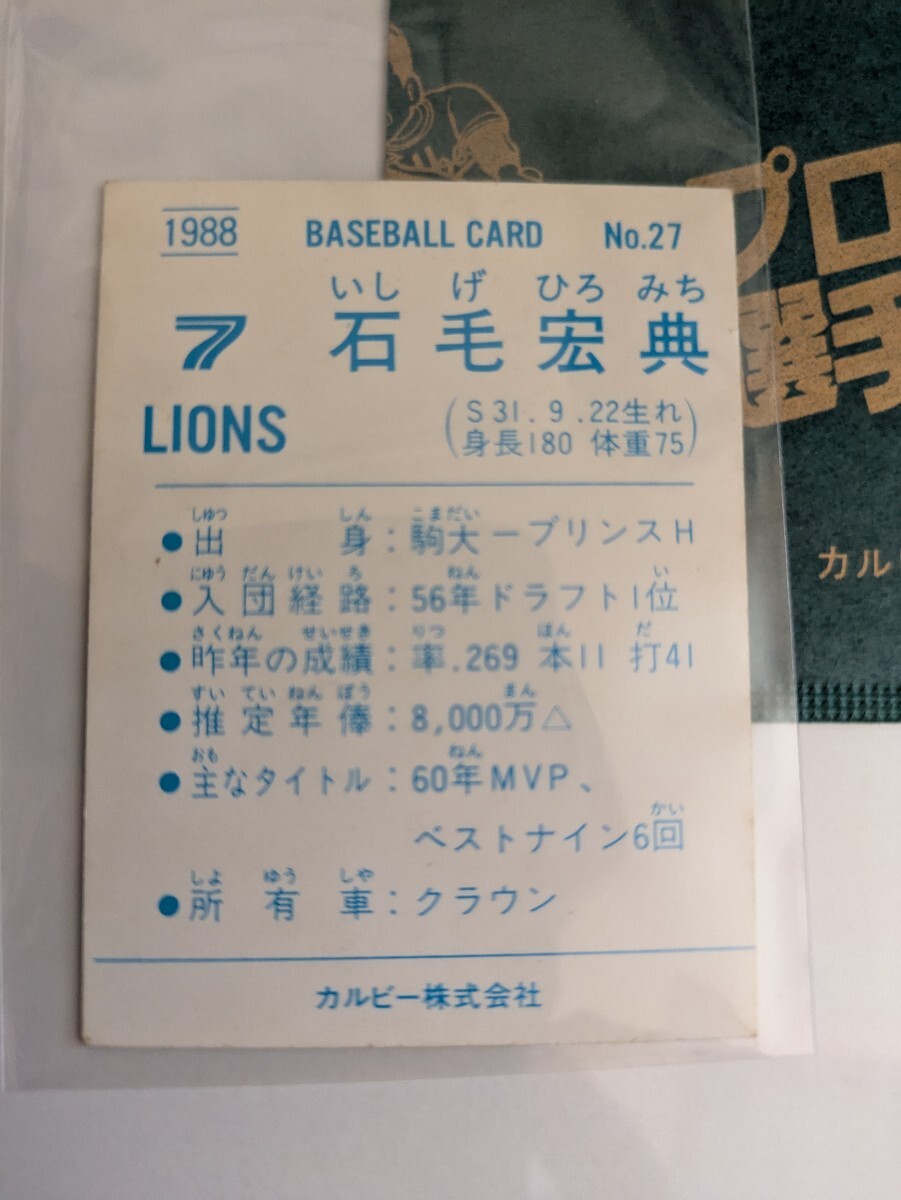 1988 BASEBALL CARD No.27
いし げ ひろ みち
7 石毛宏典
LIONS
(S31.9.22生れ
身長180 体重75)
しゅつ しん こまだい
●出身:駒大ープリンスH
にゅう だん けい ろ ねん い
●入団経路:56年ドラフト1位
さくねん せいせき りつ ほん だ
●昨年の成績:率.269 本11 打41
すい てい ねん ぽう まん
●推定年俸:8,000万△
おも ねん
●主なタイトル:60年MVP、
かい
ベストナイン6回
しよ ゆう しや
●所有車:クラウン
カルビー株式会社
プロ
選手
カル